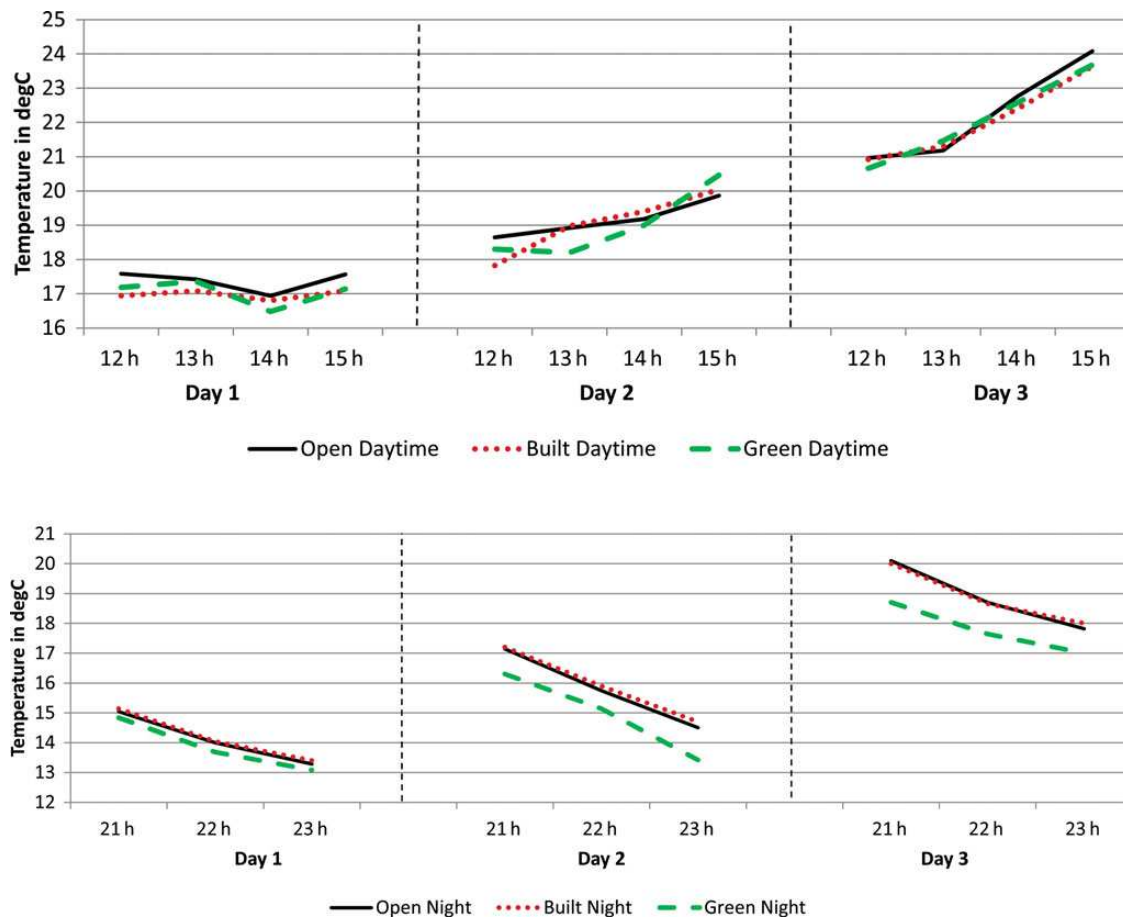 25
24
23
22
21
20
19
18
17
16
Temperature in degC
12 h 13 h 14 h 15 h 12 h 13 h 14 h 15 h 12 h 13 h 14 h 15 h
Day 1 Day 2 Day 3
Open Daytime Built Daytime Green Daytime
21
20
19
18
17
16
15
14
13
12
Temperature in degC
21 h 22 h 23 h 21 h 22 h 23 h 21 h 22 h 23 h
Day 1 Day 2 Day 3
Open Night Built Night Green Night